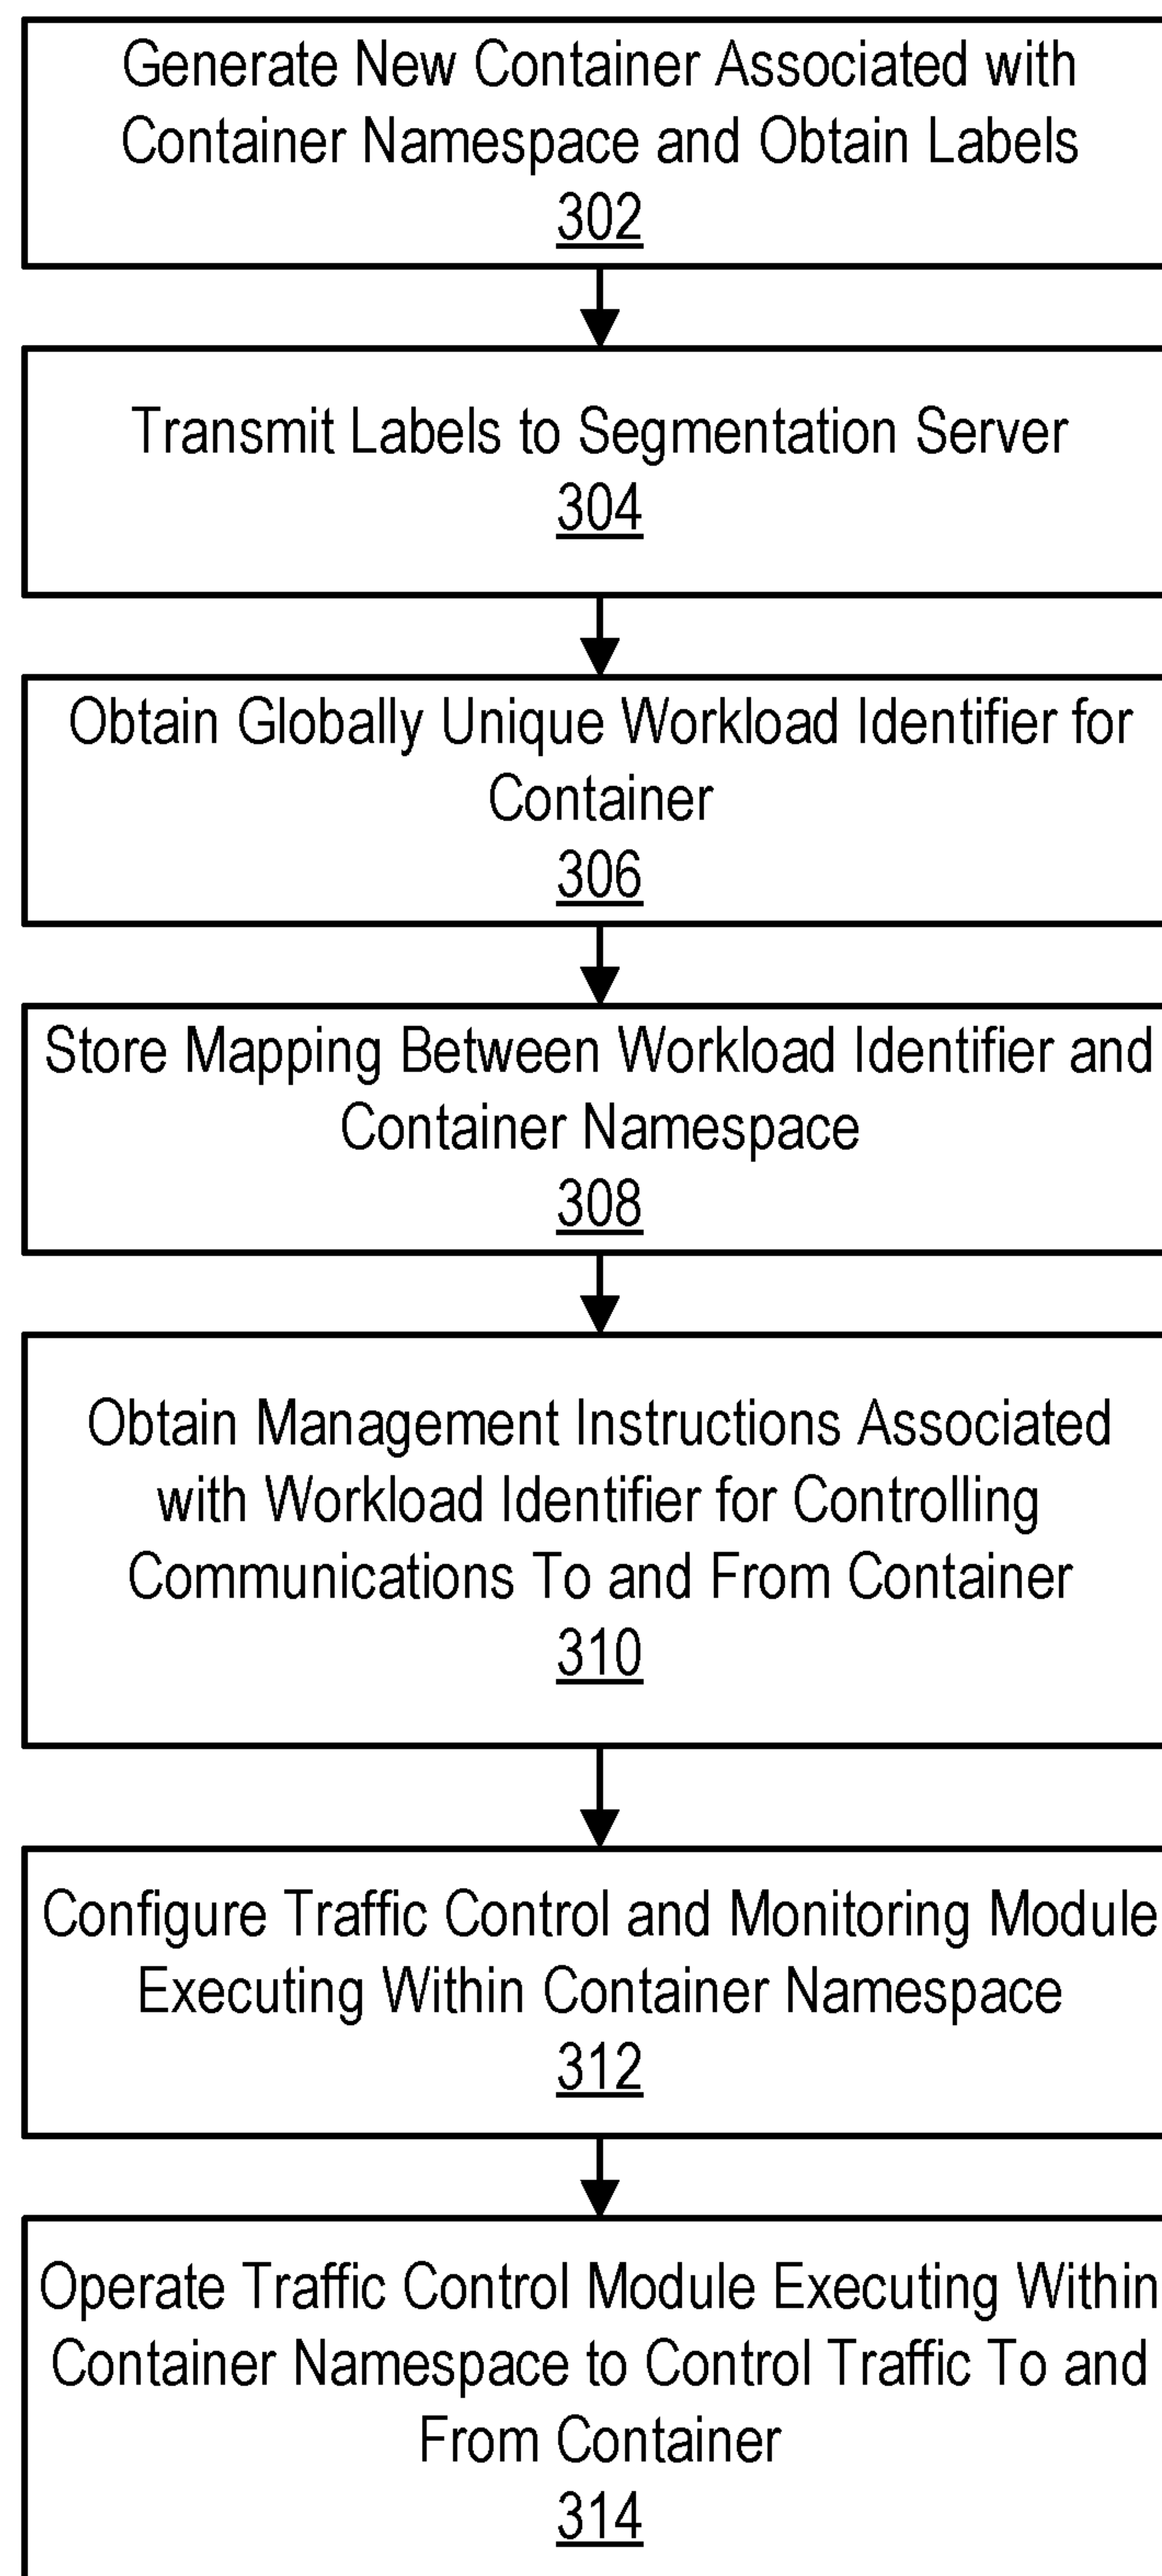 Generate New Container Associated with
Container Namespace and Obtain Labels
302
Transmit Labels to Segmentation Server
304
Obtain Globally Unique Workload Identifier for
Container
306
Store Mapping Between Workload Identifier and
Container Namespace
308
Obtain Management Instructions Associated
with Workload Identifier for Controlling
Communications To and From Container
310
Configure Traffic Control and Monitoring Module
Executing Within Container Namespace
312
Operate Traffic Control Module Executing Within
Container Namespace to Control Traffic To and
From Container
314